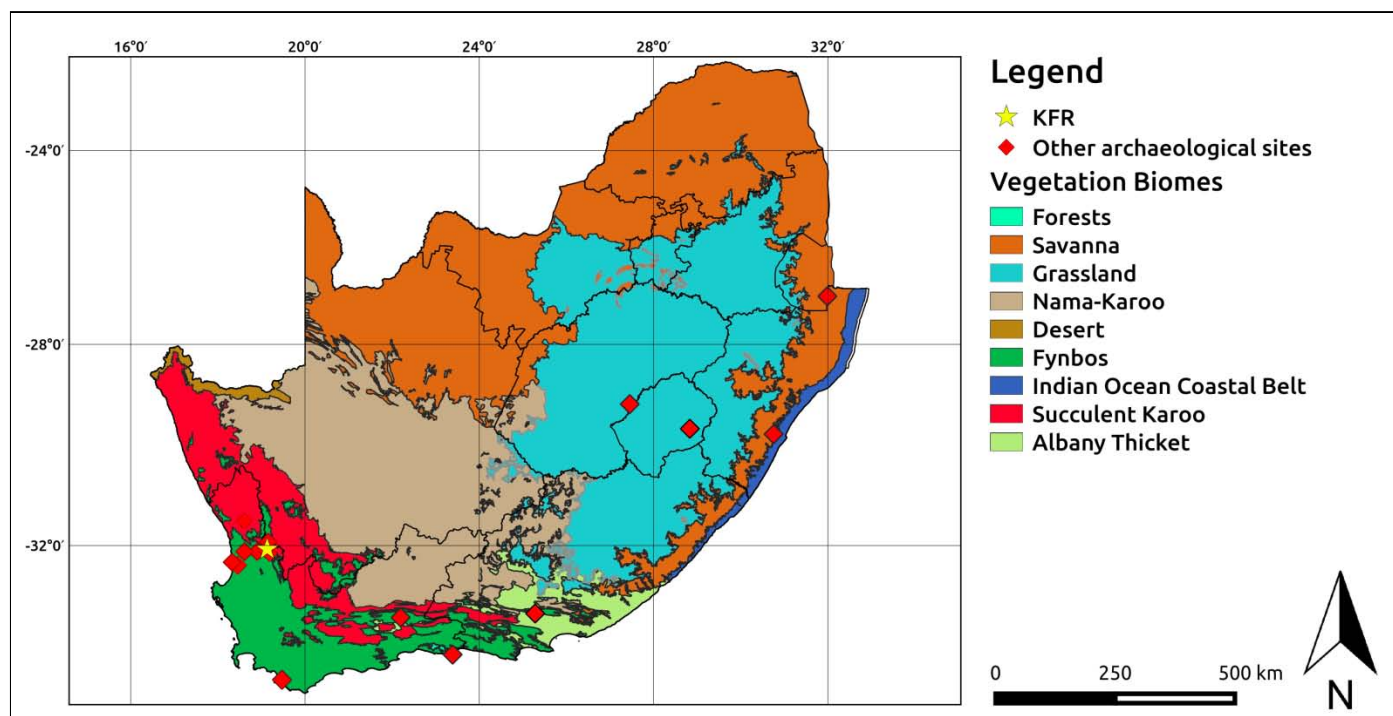 16°0′ 20°0′ 24°0′ 28°0′ 32°0′
-24°0′
-28°0′
-32°0′
Legend
KFR
Other archaeological sites
Vegetation Biomes
Forests
Savanna
Grassland
Nama-Karoo
Desert
Fynbos
Indian Ocean Coastal Belt
Succulent Karoo
Albany Thicket
0 250 500 km
N